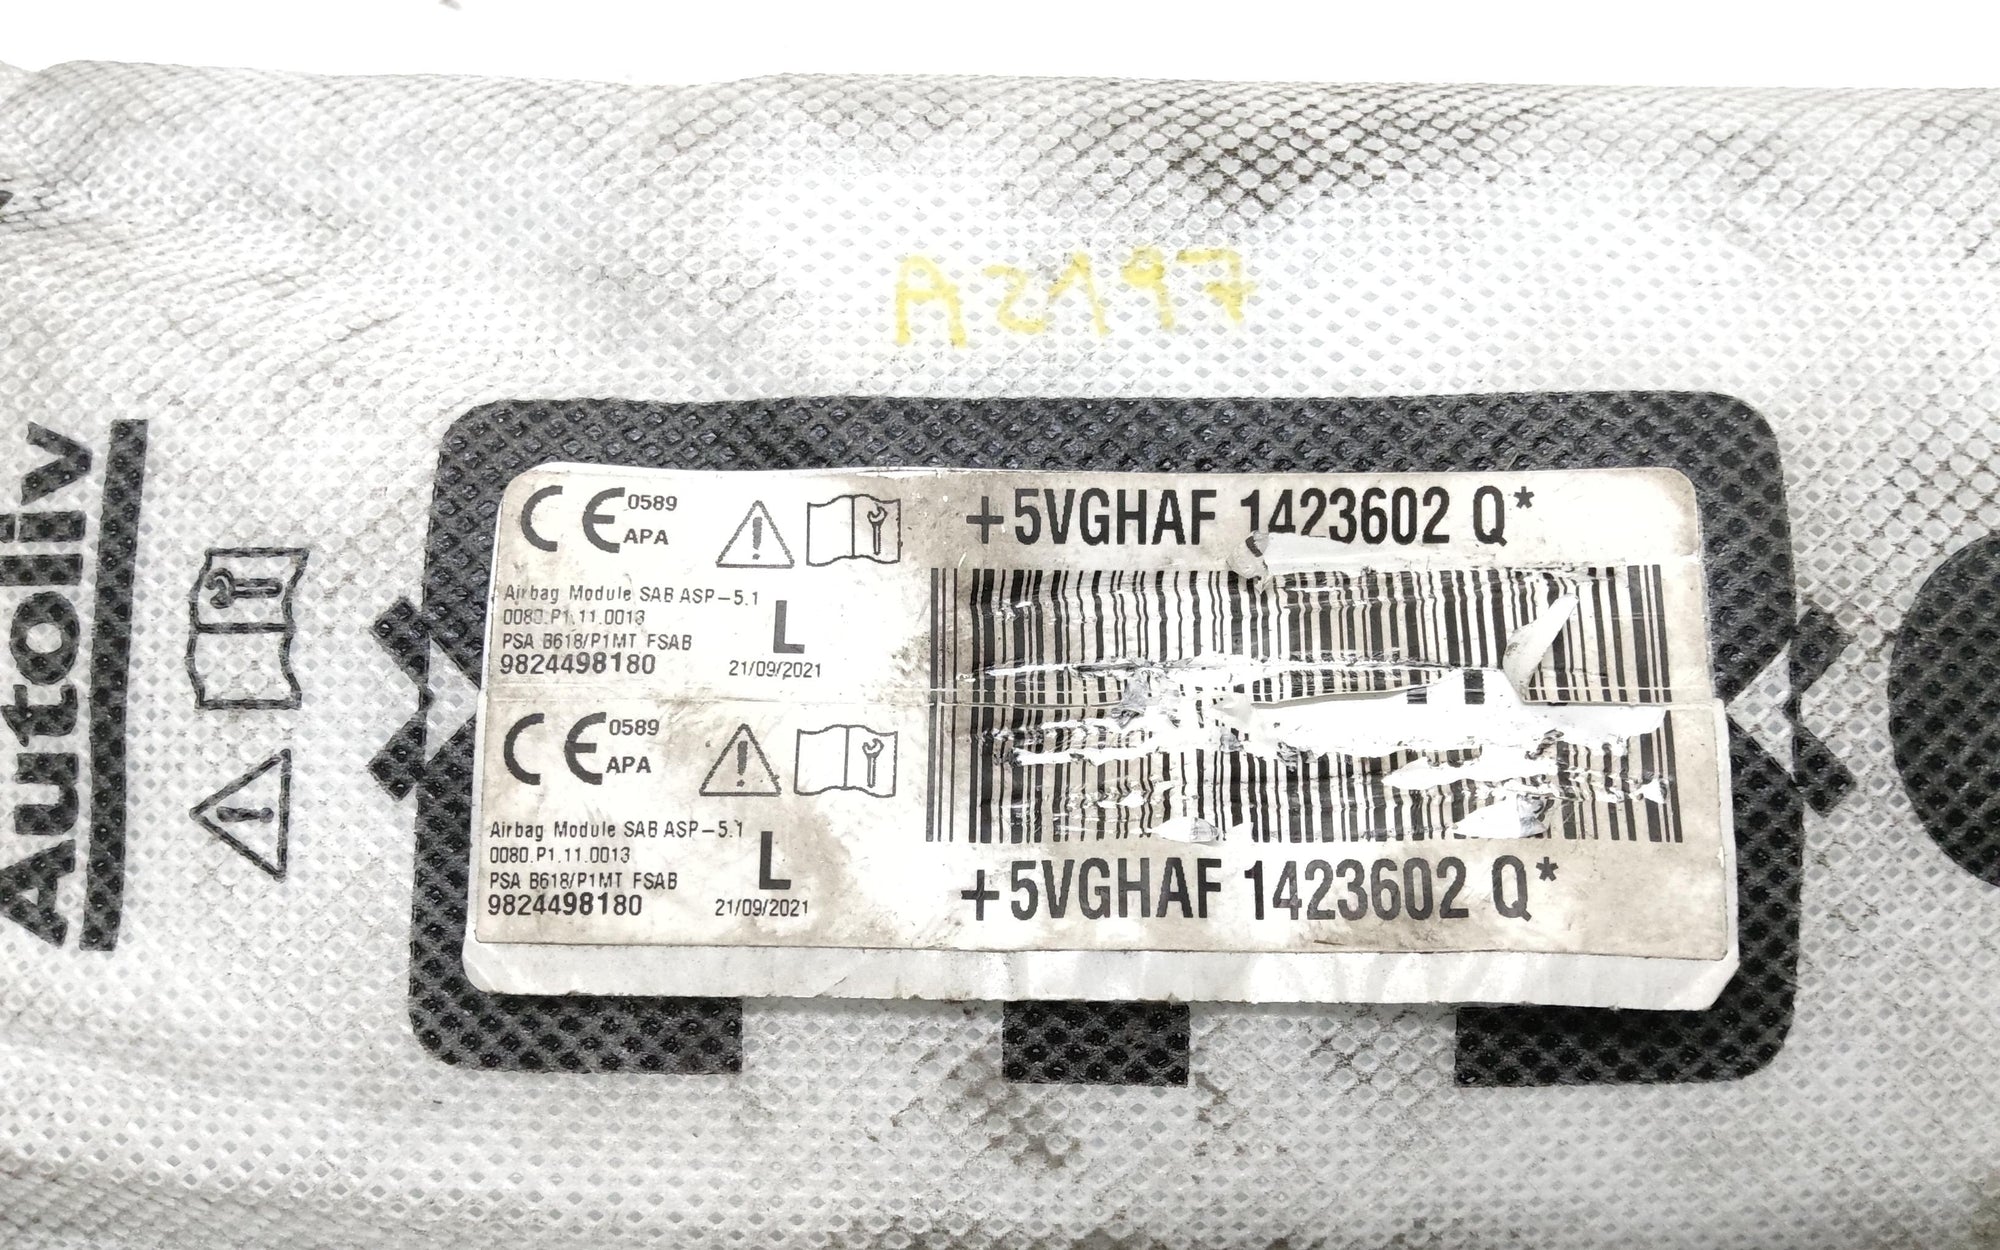 A2197
Autoliv
CE 0589
APA
+5VGHAF 1423602 Q*
Airbag Module SAB ASP-5.1
0080.P1.11.0013
PSA B618/P1MT FSAB
9824498180
L
21/09/2021
CE 0589
APA
Airbag Module SAB ASP-5.1
0080.P1.11.0013
PSA B618/P1MT FSAB
9824498180
L
21/09/2021
+5VGHAF 1423602 Q*